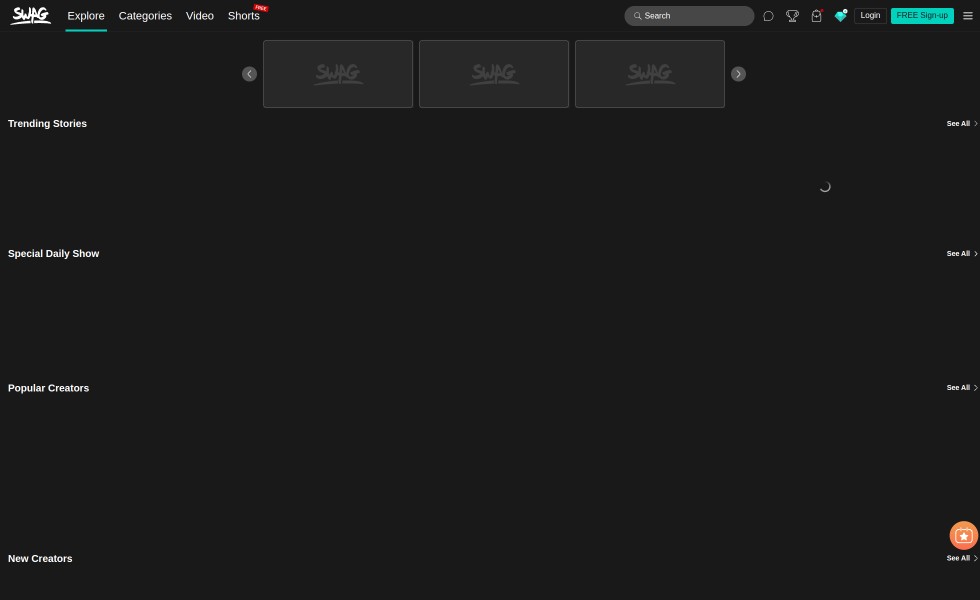 SWAG
Explore
Categories
Video
Shorts
FREE
Search
Login
FREE Sign-up
SWAG
SWAG
SWAG
Trending Stories
See All
Special Daily Show
See All
Popular Creators
See All
New Creators
See All